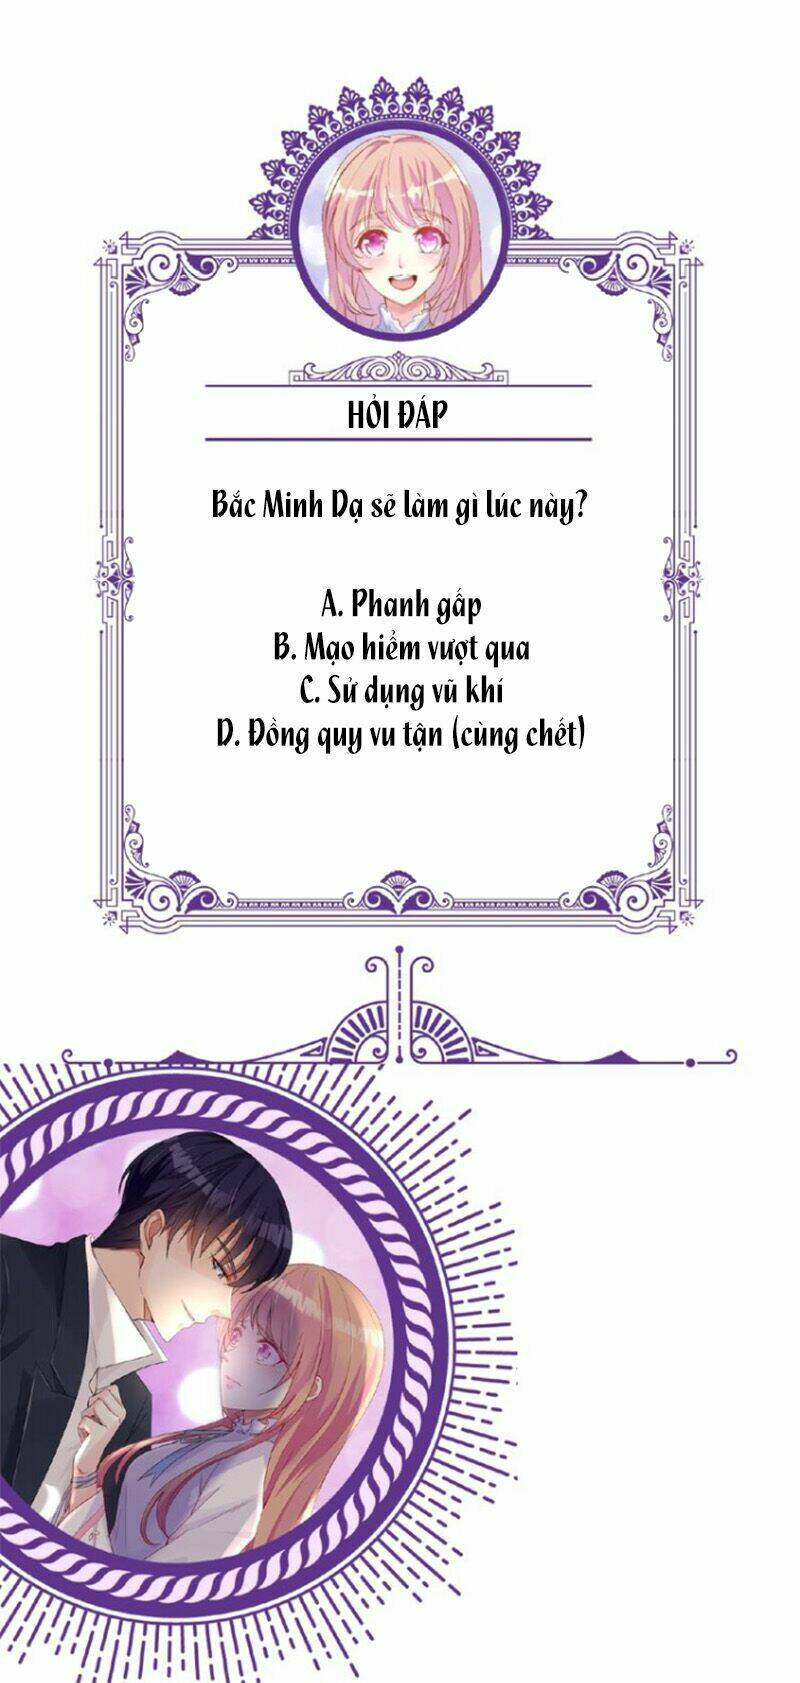 HỎI ĐÁP
Bắc Minh Dạ sẽ làm gì lúc này?
A. Phanh gấp
B. Mạo hiểm vượt qua
C. Sử dụng vũ khí
D. Đồng quy vu tận (cùng chết)